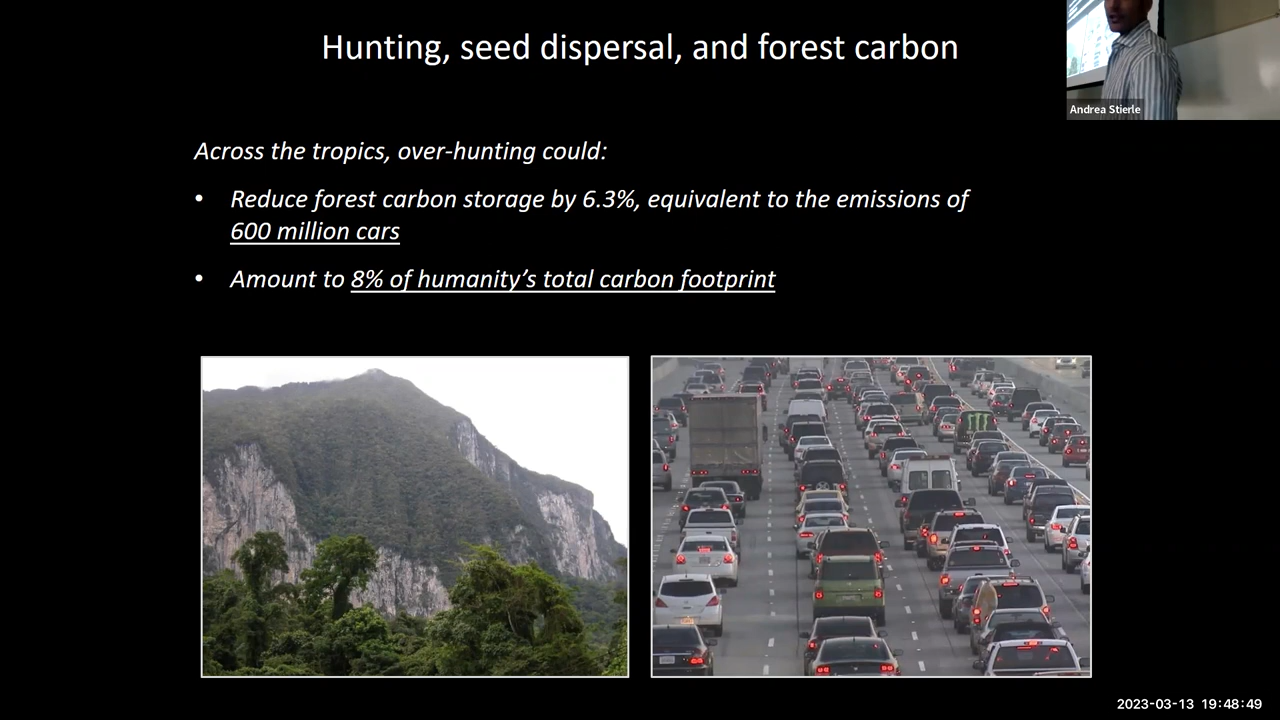 Hunting, seed dispersal, and forest carbon
Andrea Stierle
Across the tropics, over-hunting could:
• Reduce forest carbon storage by 6.3%, equivalent to the emissions of
600 million cars
• Amount to 8% of humanity’s total carbon footprint
2023-03-13 19:48:49